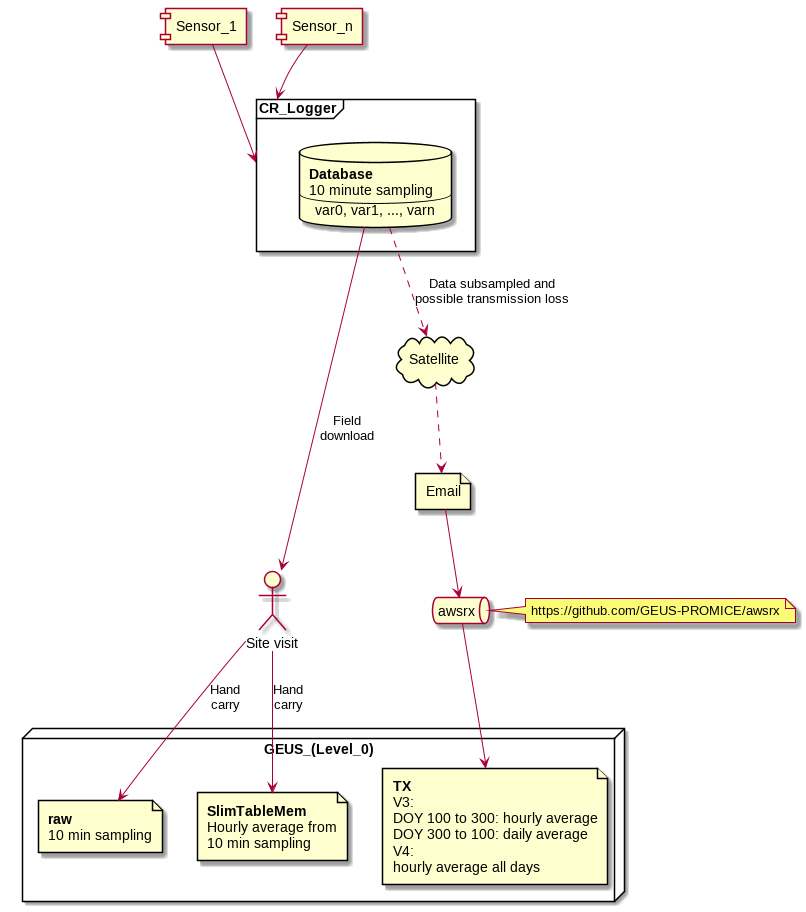 Sensor_1
Sensor_n
CR_Logger
Database
10 minute sampling
var0, var1, ..., varn
Data subsampled and
possible transmission loss
Satellite
Field
download
Email
awsrx
https://github.com/GEUS-PROMICE/awsrx
Site visit
Hand
carry
Hand
carry
GEUS_(Level_0)
raw
10 min sampling
SlimTableMem
Hourly average from
10 min sampling
TX
V3:
DOY 100 to 300: hourly average
DOY 300 to 100: daily average
V4:
hourly average all days